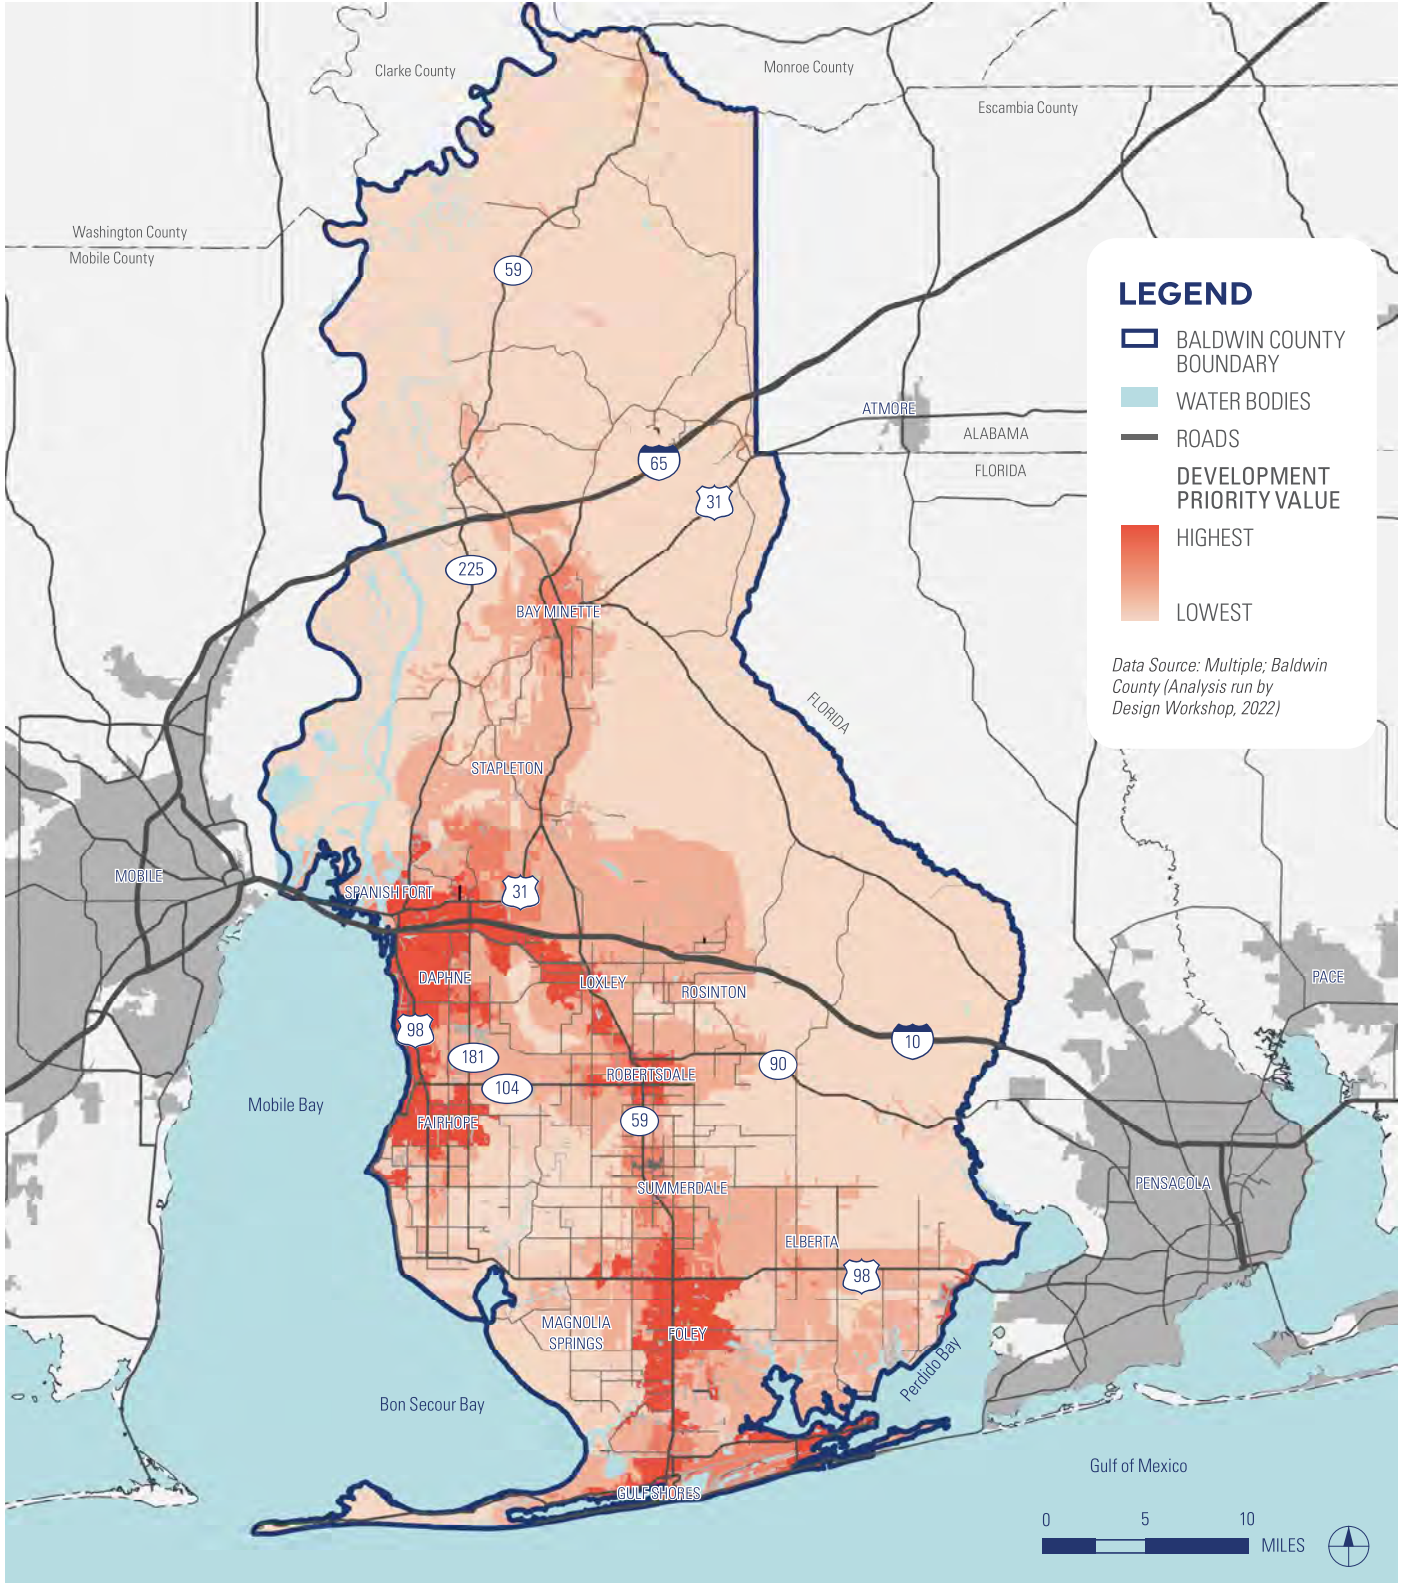 Clarke County
Monroe County
Escambia County
Washington County
Mobile County
59
LEGEND
BALDWIN COUNTY
BOUNDARY
WATER BODIES
ROADS
DEVELOPMENT
PRIORITY VALUE
HIGHEST
LOWEST
Data Source: Multiple; Baldwin
County (Analysis run by
Design Workshop, 2022)
ATMORE
ALABAMA
FLORIDA
65
31
225
BAY MINETTE
FLORIDA
STAPLETON
MOBILE
SPANISH FORT
31
DAPHNE
LOXLEY
ROSINTON
PACE
98
10
181
90
ROBERTSDALE
104
Mobile Bay
FAIRHOPE
59
SUMMERDALE
PENSACOLA
ELBERTA
98
MAGNOLIA
SPRINGS
FOLEY
Perdido Bay
Bon Secour Bay
Gulf of Mexico
GULF SHORES
0 5 10
MILES